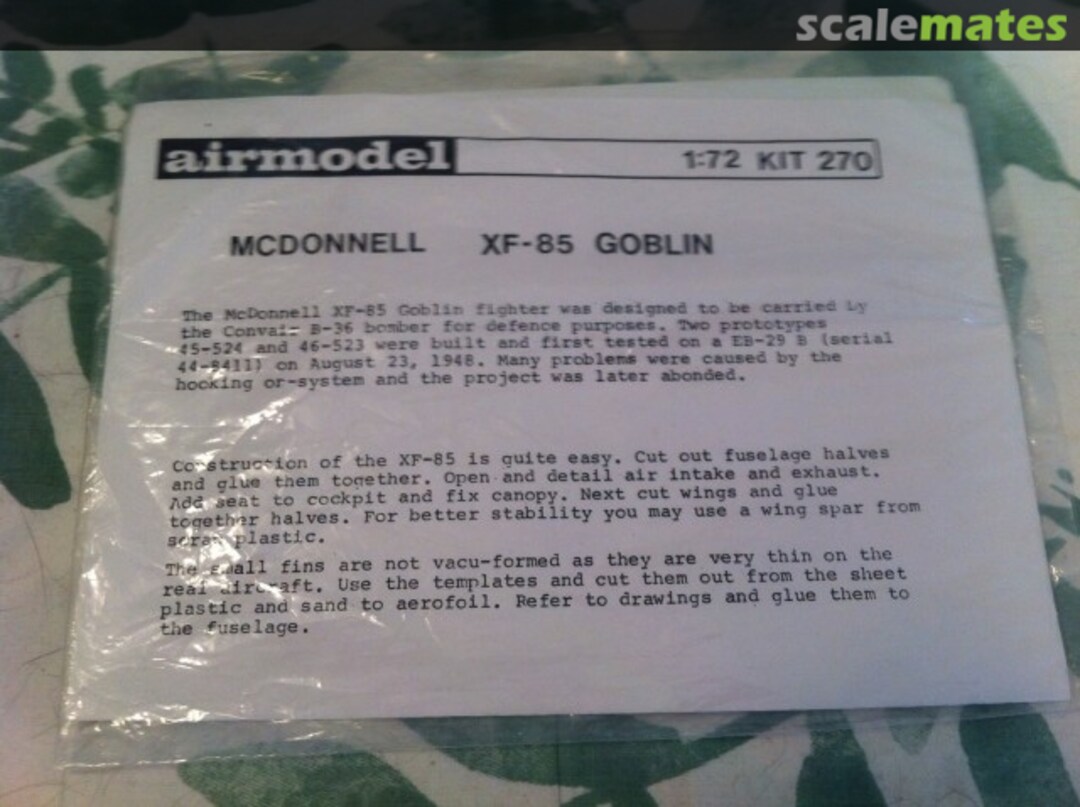 scalemates
airmodel 1:72 KIT 270
MCDONNELL XF-85 GOBLIN
The McDonnell XF-85 Goblin fighter was designed to be carried by
the Convair B-36 bomber for defence purposes. Two prototypes
45-524 and 46-523 were built and first tested on a EB-29 B (serial
44-8411) on August 23, 1948. Many problems were caused by the
hocking or-system and the project was later abonded.
Construction of the XF-85 is quite easy. Cut out fuselage halves
and glue them together. Open and detail air intake and exhaust.
Add seat to cockpit and fix canopy. Next cut wings and glue
together halves. For better stability you may use a wing spar from
scrap plastic.
The small fins are not vacu-formed as they are very thin on the
real aircraft. Use the templates and cut them out from the sheet
plastic and sand to aerofoil. Refer to drawings and glue them to
the fuselage.